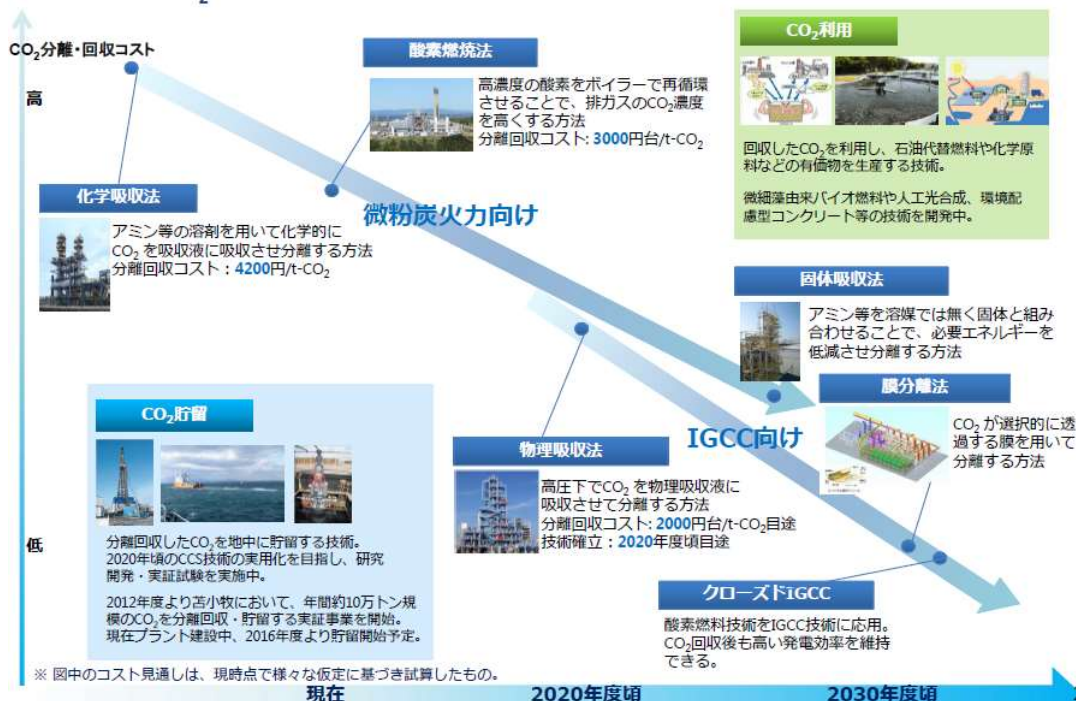 CO₂分離・回収コスト
高
酸素燃焼法
高濃度の酸素をボイラーで再循環
させることで、排ガスのCO₂濃度
を高くする方法
分離回収コスト: 3000円台/t-CO₂
CO₂利用
回収したCO₂を利用し、石油代替燃料や化学原
料などの有価物を生産する技術。
微細藻由来バイオ燃料や人工光合成、環境配
慮型コンクリート等の技術を開発中。
化学吸収法
アミン等の溶剤を用いて化学的に
CO₂ を吸収液に吸収させ分離する方法
分離回収コスト：4200円/t-CO₂
微粉炭火力向け
固体吸収法
アミン等を溶媒では無く固体と組み
合わせることで、必要エネルギーを
低減させ分離する方法
膜分離法
CO₂ が選択的に透
過する膜を用いて
分離する方法
IGCC向け
物理吸収法
高圧下でCO₂ を物理吸収液に
吸収させて分離する方法
分離回収コスト: 2000円台/t-CO₂目途
技術確立：2020年度頃目途
CO₂貯留
分離回収したCO₂を地中に貯留する技術。
2020年頃のCCS技術の実用化を目指し、研究
開発・実証試験を実施中。
2012年度より苫小牧において、年間約10万トン規
模のCO₂を分離回収・貯留する実証事業を開始。
現在プラント建設中、2016年度より貯留開始予定。
低
クローズドIGCC
酸素燃料技術をIGCC技術に応用。
CO₂回収後も高い発電効率を維持
できる。
※ 図中のコスト見通しは、現時点で様々な仮定に基づき試算したもの。
現在
2020年度頃
2030年度頃